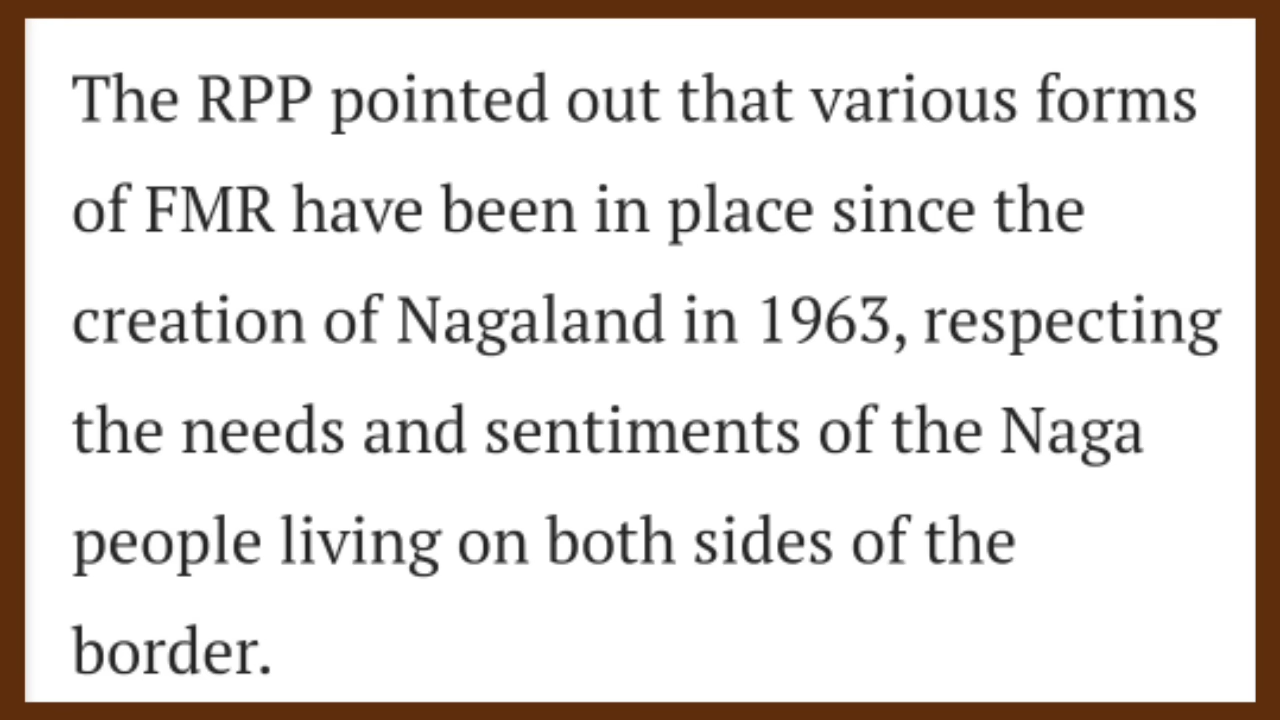 The RPP pointed out that various forms
of FMR have been in place since the
creation of Nagaland in 1963, respecting
the needs and sentiments of the Naga
people living on both sides of the
border.